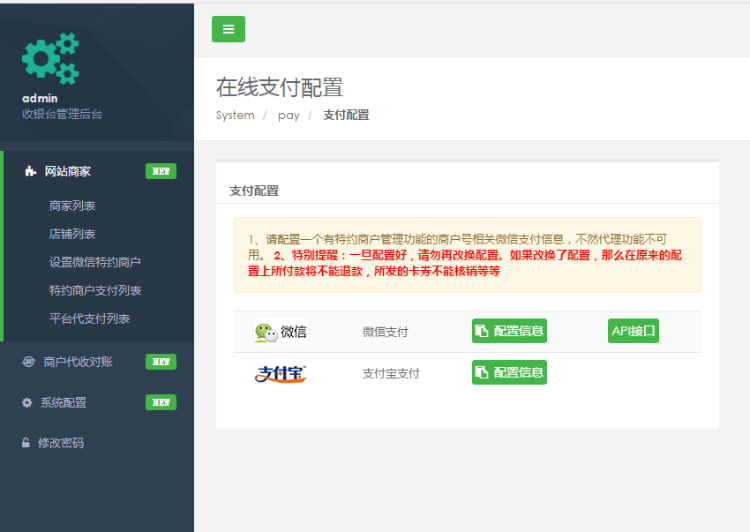 admin
收银台管理后台
网站商家 NEW
商家列表
店铺列表
设置微信特约商户
特约商户支付列表
平台代支付列表
商户代收对账 NEW
系统配置 NEW
修改密码
在线支付配置
System / pay / 支付配置
支付配置
1、请配置一个有特约商户管理功能的商户号相关微信支付信息，不然代理功能不可
用。 2、特别提醒：一旦配置好，请勿再改换配置。如果改换了配置，那么在原来的配
置上所付款将不能退款，所发的卡券不能核销等等
微信 微信支付 配置信息 API接口
支付宝 支付宝支付 配置信息